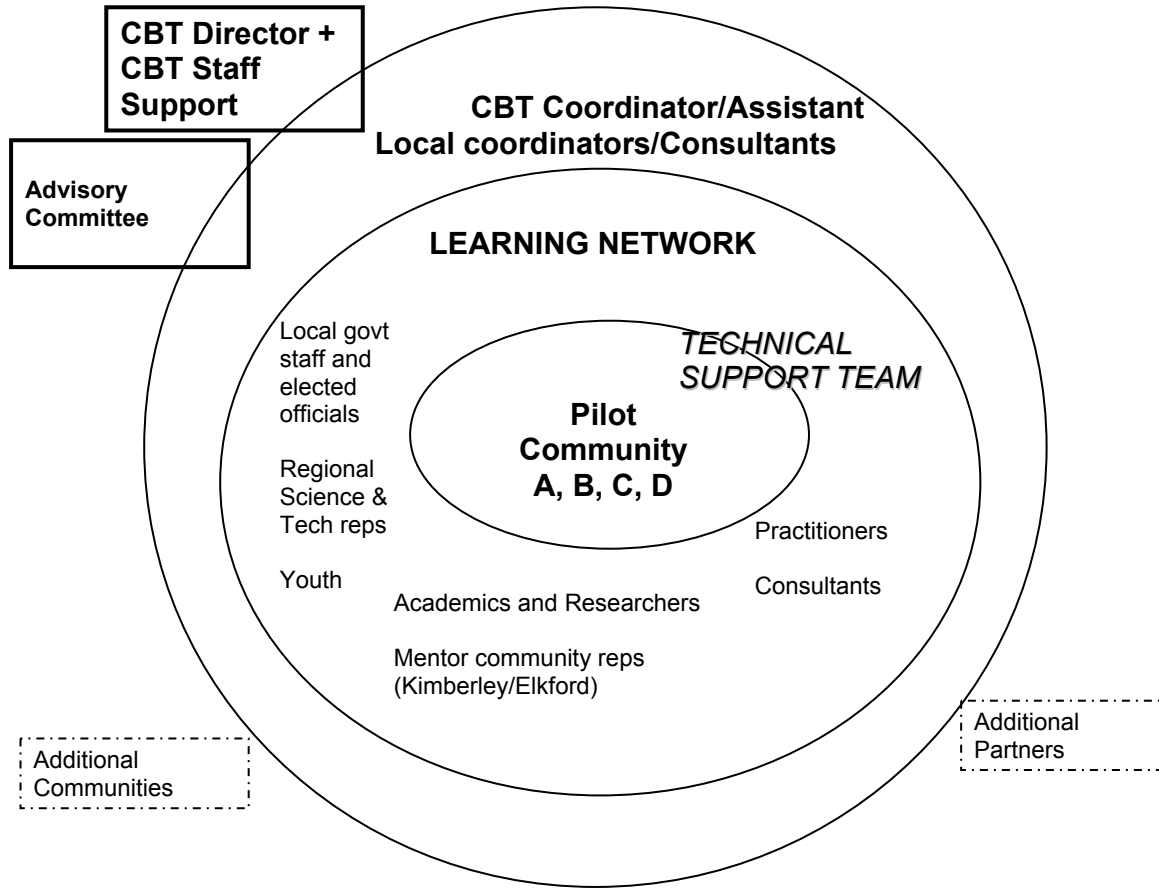 CBT Director +
CBT Staff
Support
CBT Coordinator/Assistant
Local coordinators/Consultants
Advisory
Committee
LEARNING NETWORK
Local govt
staff and
elected
officials
TECHNICAL
SUPPORT TEAM
Pilot
Community
A, B, C, D
Regional
Science &
Tech reps
Practitioners
Youth
Consultants
Academics and Researchers
Mentor community reps
(Kimberley/Elkford)
Additional
Partners
Additional
Communities